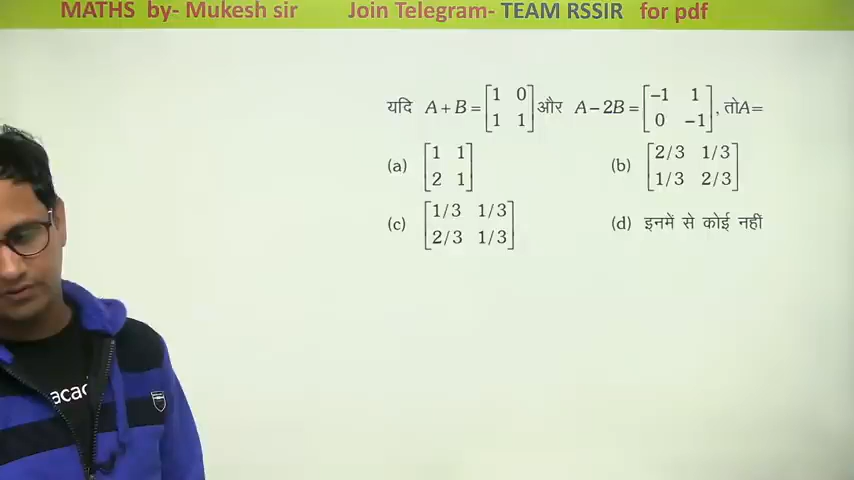 MATHS by- Mukesh sir Join Telegram- TEAM RSSIR for pdf
यदि A + B = [1 0; 1 1] और A − 2B = [−1 1; 0 −1], तो A =
(a) [1 1; 2 1] (b) [2/3 1/3; 1/3 2/3]
(c) [1/3 1/3; 2/3 1/3] (d) इनमें से कोई नहीं
acad